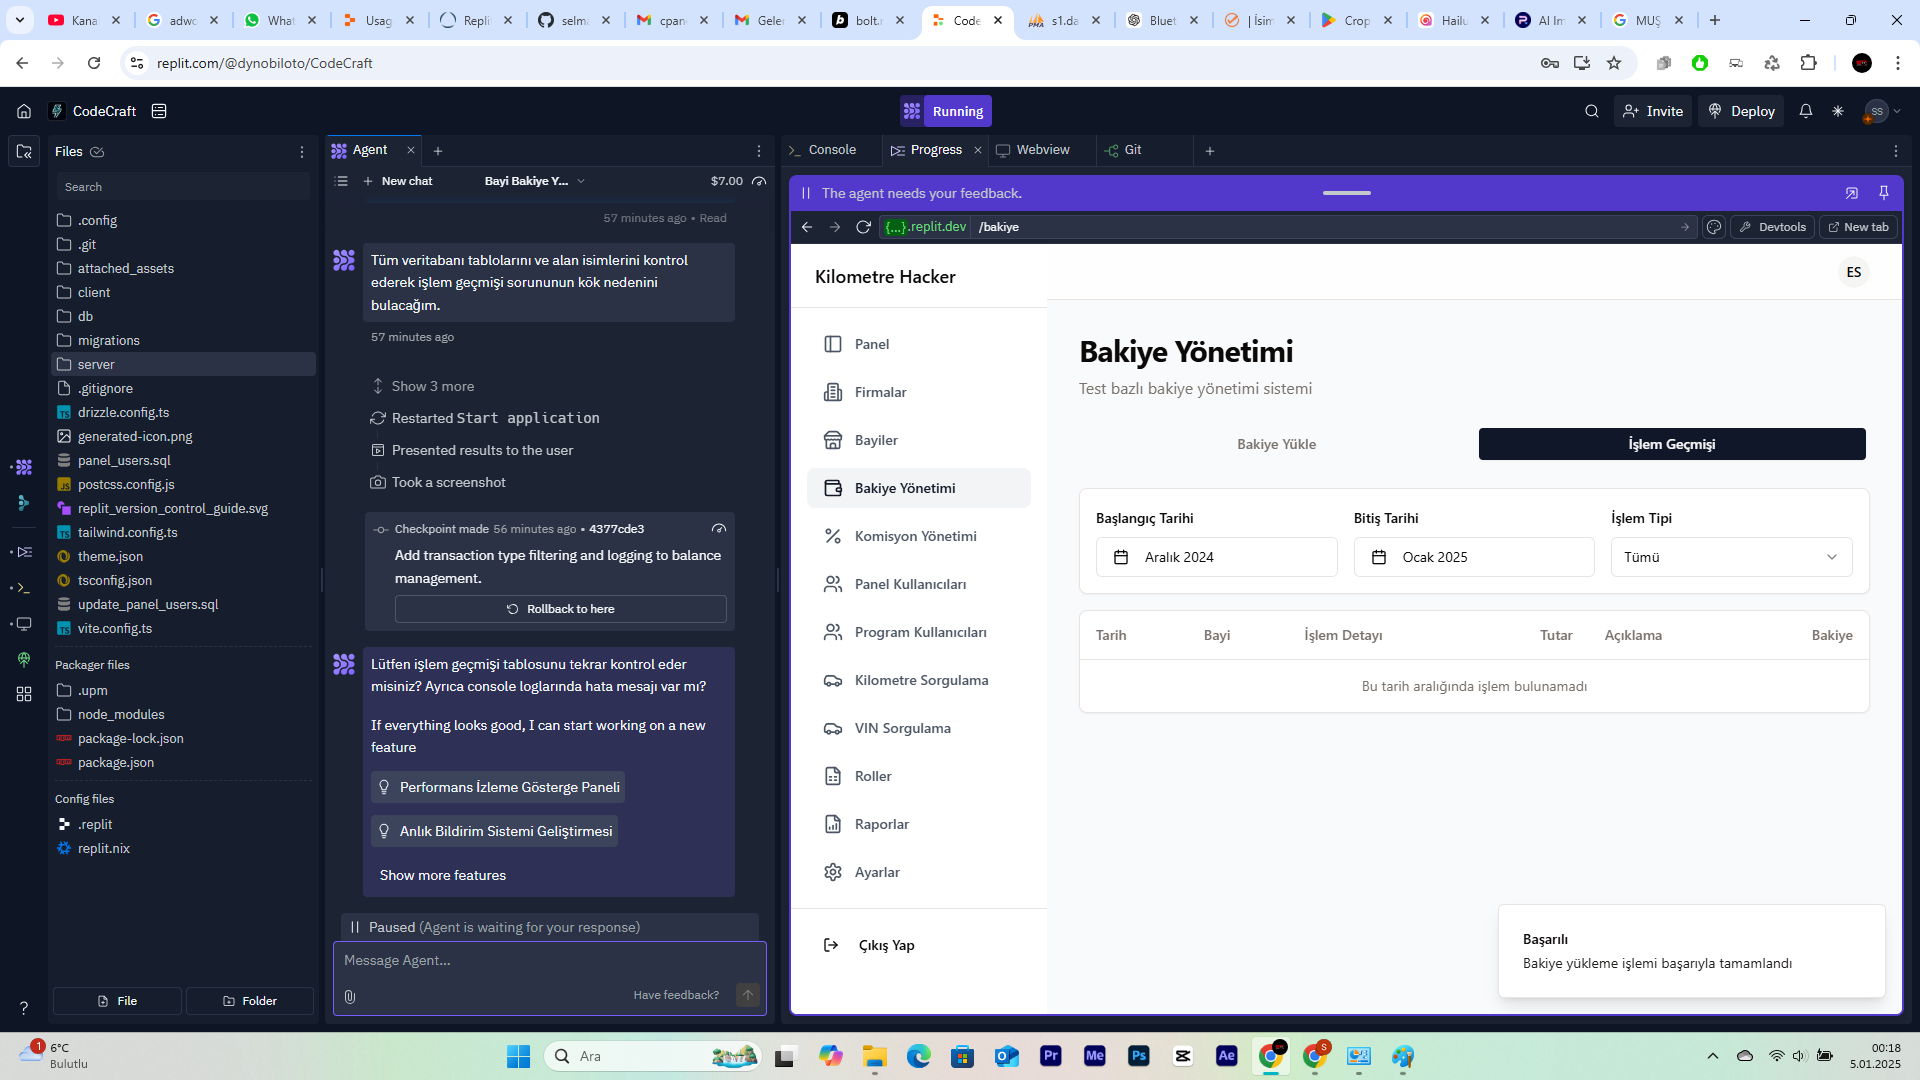 Kana
adwo
What
Usag
Repli
selma
cpan
Geler
bolt.n
Code
s1.da
Bluet
| İsim
Crop
Hailu
AI Im
MUŞ
replit.com/@dynobiloto/CodeCraft
CodeCraft
Running
Invite
Deploy
SS
Files
Search
.config
.git
attached_assets
client
db
migrations
server
.gitignore
drizzle.config.ts
generated-icon.png
panel_users.sql
postcss.config.js
replit_version_control_guide.svg
tailwind.config.ts
theme.json
tsconfig.json
update_panel_users.sql
vite.config.ts
Packager files
.upm
node_modules
package-lock.json
package.json
Config files
.replit
replit.nix
File
Folder
Agent
New chat
Bayi Bakiye Y...
$7.00
57 minutes ago • Read
Tüm veritabanı tablolarını ve alan isimlerini kontrol
ederek işlem geçmişi sorununun kök nedenini
bulacağım.
57 minutes ago
Show 3 more
Restarted Start application
Presented results to the user
Took a screenshot
Checkpoint made 56 minutes ago • 4377cde3
Add transaction type filtering and logging to balance
management.
Rollback to here
Lütfen işlem geçmişi tablosunu tekrar kontrol eder
misiniz? Ayrıca console loglarında hata mesajı var mı?
If everything looks good, I can start working on a new
feature
Performans İzleme Gösterge Paneli
Anlık Bildirim Sistemi Geliştirmesi
Show more features
Paused (Agent is waiting for your response)
Message Agent...
Have feedback?
Console
Progress
Webview
Git
The agent needs your feedback.
{...}.replit.dev
/bakiye
Devtools
New tab
Kilometre Hacker
ES
Panel
Firmalar
Bayiler
Bakiye Yönetimi
Komisyon Yönetimi
Panel Kullanıcıları
Program Kullanıcıları
Kilometre Sorgulama
VIN Sorgulama
Roller
Raporlar
Ayarlar
Çıkış Yap
Bakiye Yönetimi
Test bazlı bakiye yönetimi sistemi
Bakiye Yükle
İşlem Geçmişi
Başlangıç Tarihi
Bitiş Tarihi
İşlem Tipi
Aralık 2024
Ocak 2025
Tümü
Tarih
Bayi
İşlem Detayı
Tutar
Açıklama
Bakiye
Bu tarih aralığında işlem bulunamadı
Başarılı
Bakiye yükleme işlemi başarıyla tamamlandı
1
6°C
Bulutlu
Ara
Pr
Me
Ps
Ae
S
00:18
5.01.2025